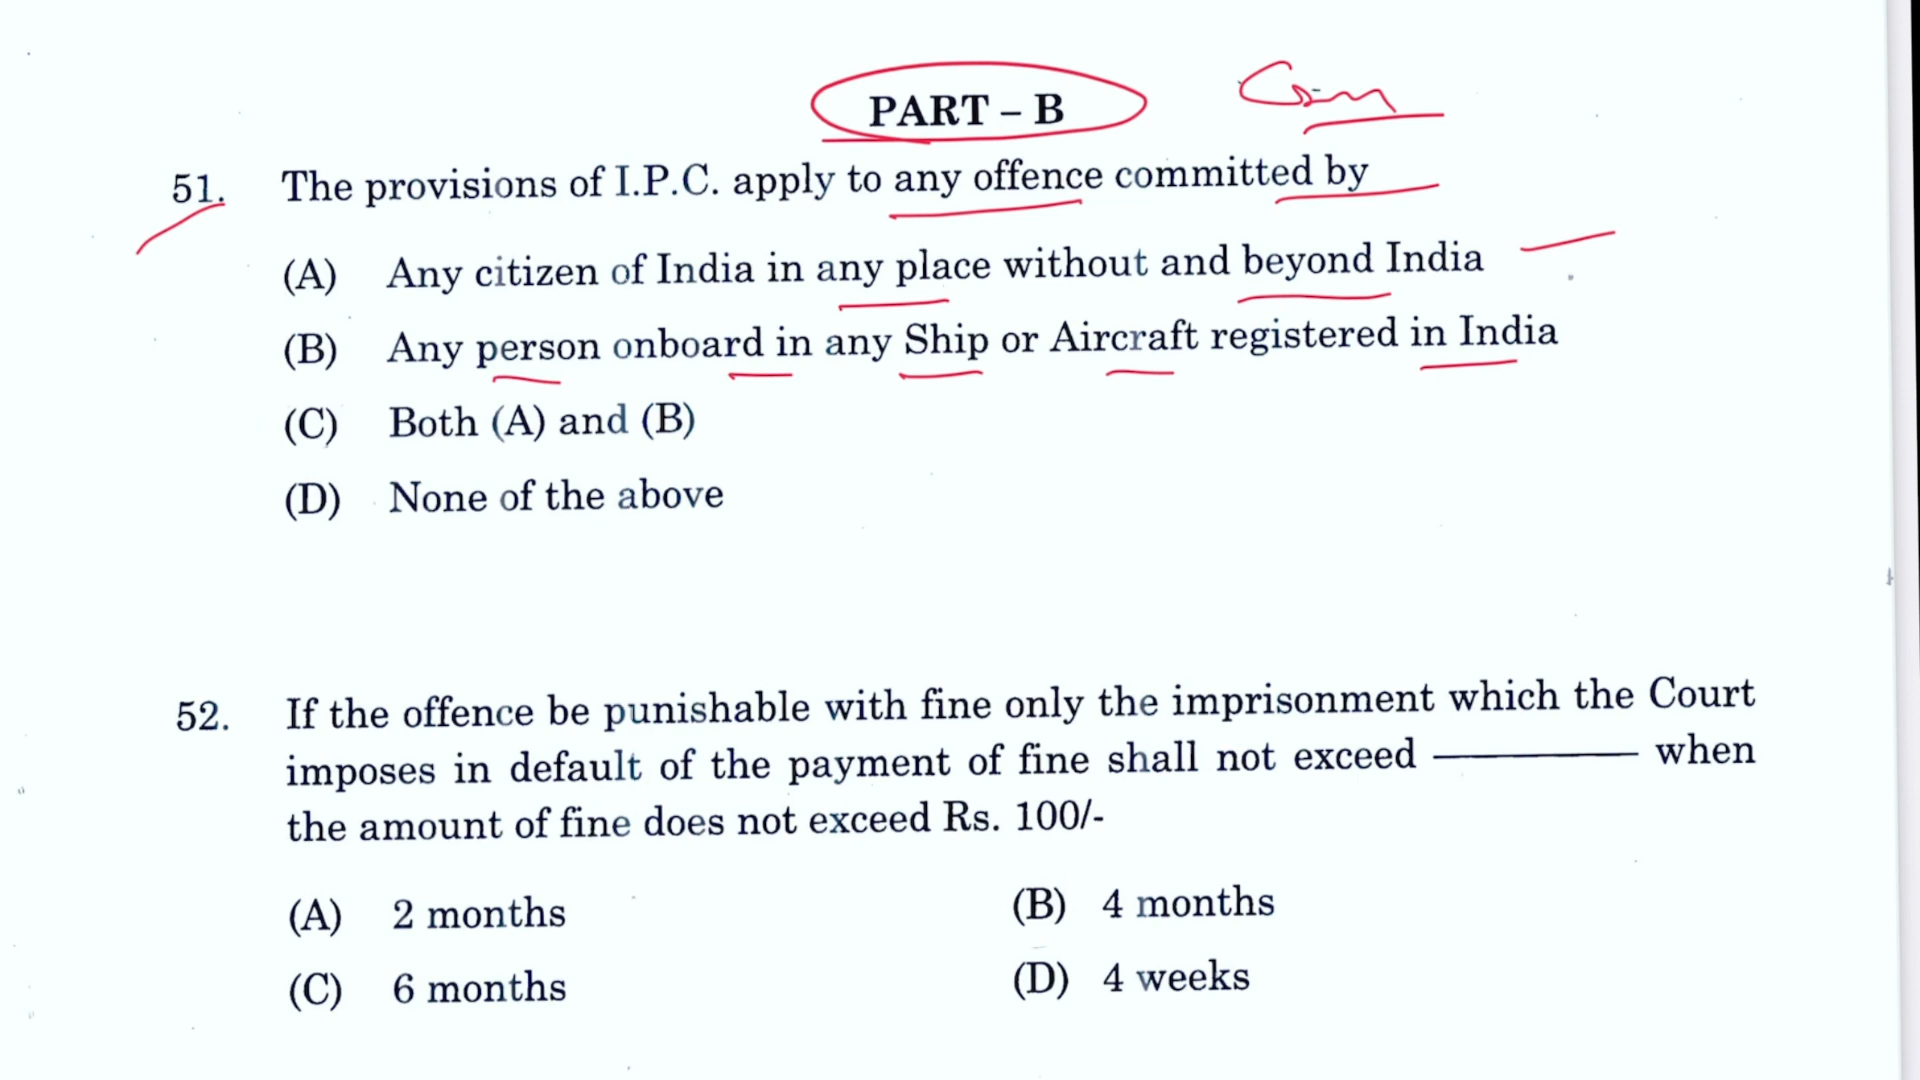 PART – B
51. The provisions of I.P.C. apply to any offence committed by
(A) Any citizen of India in any place without and beyond India
(B) Any person onboard in any Ship or Aircraft registered in India
(C) Both (A) and (B)
(D) None of the above
52. If the offence be punishable with fine only the imprisonment which the Court
imposes in default of the payment of fine shall not exceed ———— when
the amount of fine does not exceed Rs. 100/-
(A) 2 months (B) 4 months
(C) 6 months (D) 4 weeks